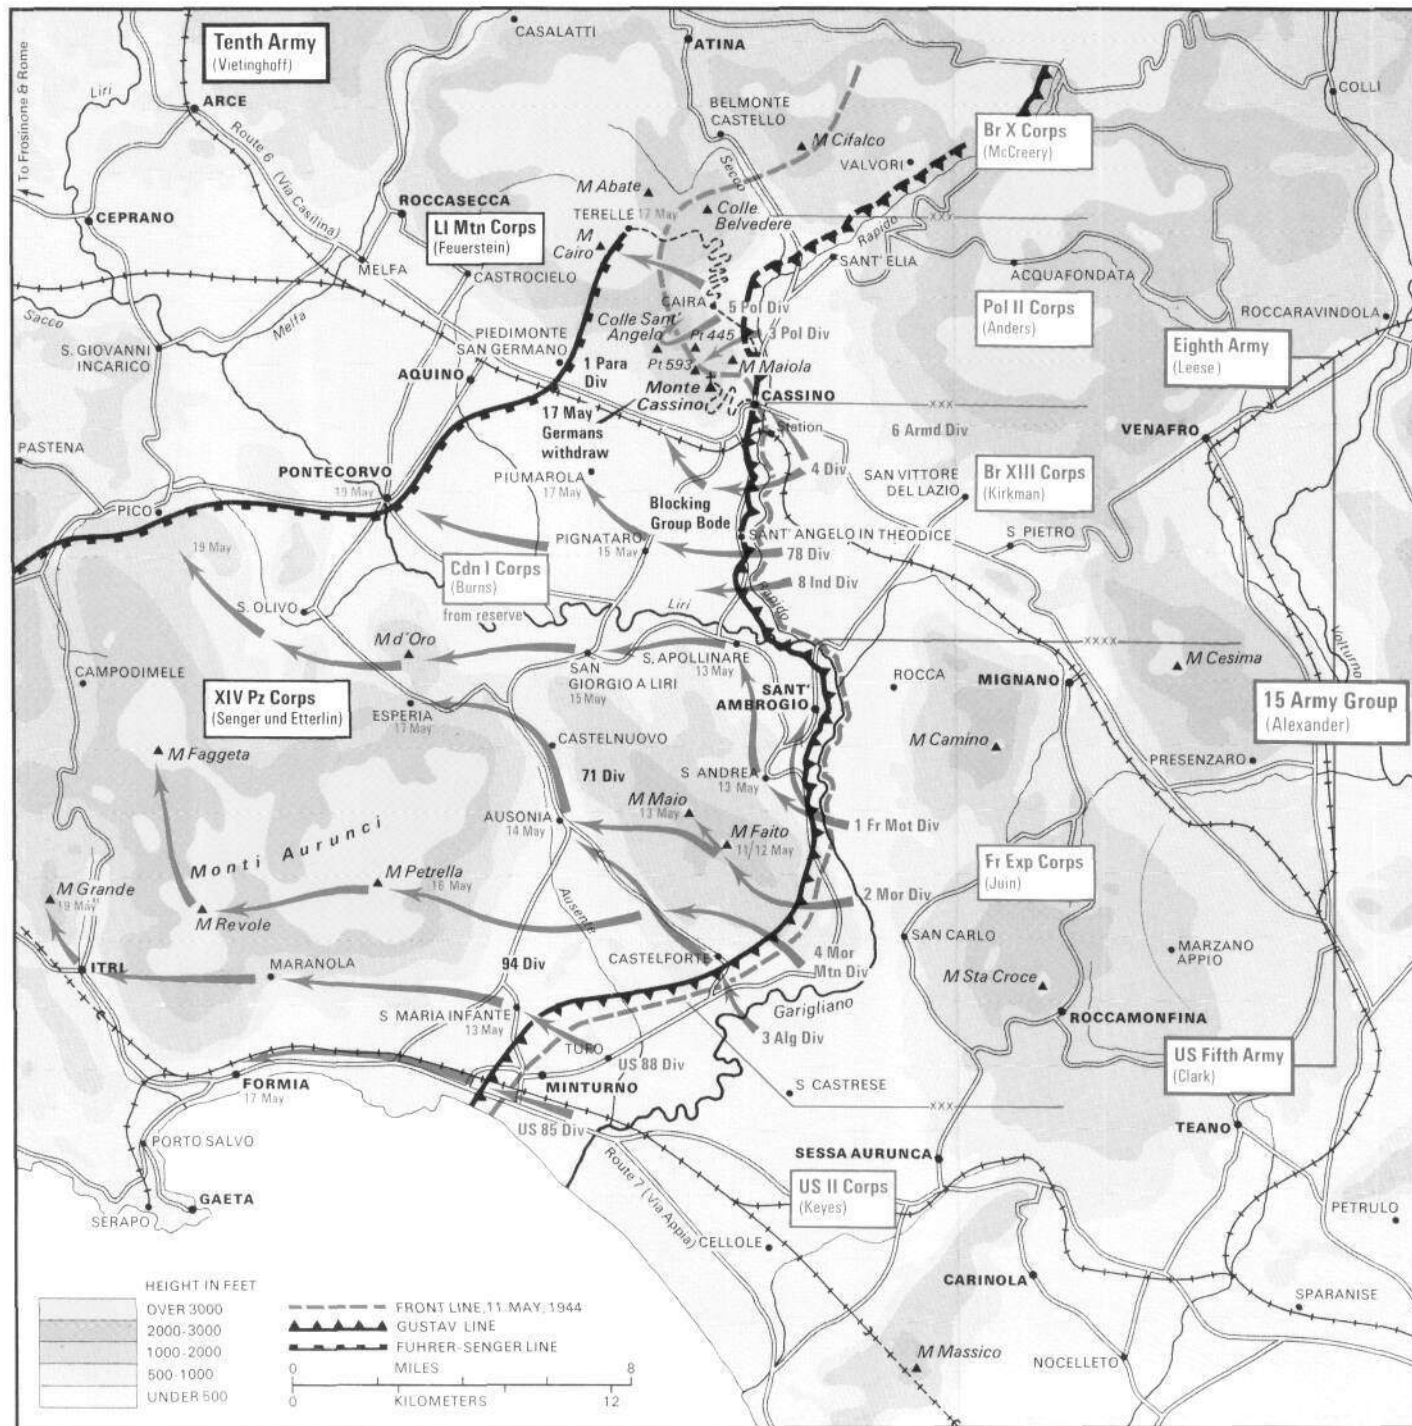 Tenth Army
(Vietinghoff)
CASALATTI
ATINA
COLLI
To Frosinone & Rome
Liri
ARCE
Route 6
(Via Casilina)
BELMONTE
CASTELLO
M Cifalco
VALVORI
Br X Corps
(McCreery)
Secco
CEPRANO
ROCCASECCA
LI Mtn Corps
(Feuerstein)
M Abate
TERELLE
17 May
Colle
Belvedere
M
Cairo
XXX
Rapido
SANT' ELIA
ACQUAFONDATA
MELFA
CASTROCIELO
Sacco
Melfa
CAIRA
5 Pol Div
Pol II Corps
(Anders)
ROCCARAVINDOLA
S. GIOVANNI
INCARICO
PIEDIMONTE
SAN GERMANO
Colle Sant'
Angelo
Pt 445
3 Pol Div
Eighth Army
(Leese)
AQUINO
1 Para
Div
Pt 593
M Maiola
Monte
Cassino
CASSINO
XXX
17 May
Germans
withdraw
Station
6 Armd Div
VENAFRO
PASTENA
PONTECORVO
19 May
PIUMAROLA
17 May
4 Div
SAN VITTORE
DEL LAZIO
Br XIII Corps
(Kirkman)
PICO
Blocking
Group Bode
SANT' ANGELO IN THEODICE
S PIETRO
19 May
PIGNATARO
15 May
78 Div
Cdn I Corps
(Burns)
from reserve
8 Ind Div
Rapido
S. OLIVO
Liri
Volturno
M d'Oro
S. APOLLINARE
13 May
XXXX
M Cesima
CAMPODIMELE
SAN
GIORGIO A LIRI
15 May
ROCCA
MIGNANO
XIV Pz Corps
(Senger und Etterlin)
ESPERIA
17 May
SANT'
AMBROGIO
15 Army Group
(Alexander)
M Faggeta
CASTELNUOVO
M Camino
PRESENZARO
71 Div
S ANDREA
13 May
M Maio
13 May
AUSONIA
14 May
1 Fr Mot Div
Monti Aurunci
M Faito
11/12 May
Fr Exp Corps
(Juin)
M Grande
19 May
M Petrella
16 May
2 Mor Div
M Revole
Ausente
SAN CARLO
MARZANO
APPIO
ITRI
MARANOLA
94 Div
CASTELFORTE
4 Mor
Mtn Div
M Sta Croce
S MARIA INFANTE
13 May
Garigliano
ROCCAMONFINA
3 Alg Div
TUFO
US 88 Div
US Fifth Army
(Clark)
FORMIA
17 May
MINTURNO
S CASTRESE
XXX
US 85 Div
PORTO SALVO
TEANO
Route 7 (Via Appia)
SESSA AURUNCA
US II Corps
(Keyes)
GAETA
SERAPO
PETRULO
CELLOLE
CARINOLA
SPARANISE
M Massico
NOCELLETO
HEIGHT IN FEET
OVER 3000
2000-3000
1000-2000
500-1000
UNDER 500
FRONT LINE, 11 MAY, 1944
GUSTAV LINE
FUHRER-SENGER LINE
0 MILES 8
0 KILOMETERS 12